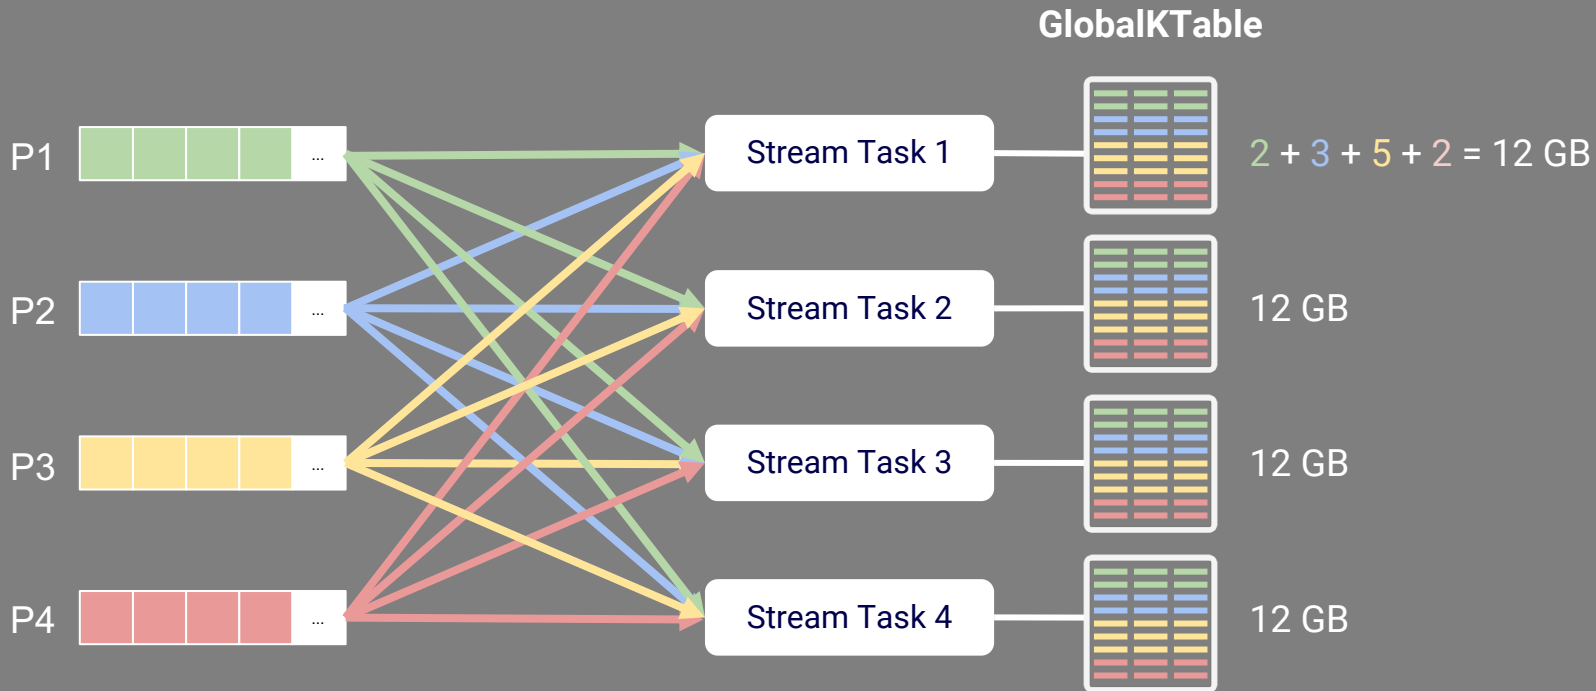 GlobalKTable
P1 ... Stream Task 1 2 + 3 + 5 + 2 = 12 GB
P2 ... Stream Task 2 12 GB
P3 ... Stream Task 3 12 GB
P4 ... Stream Task 4 12 GB